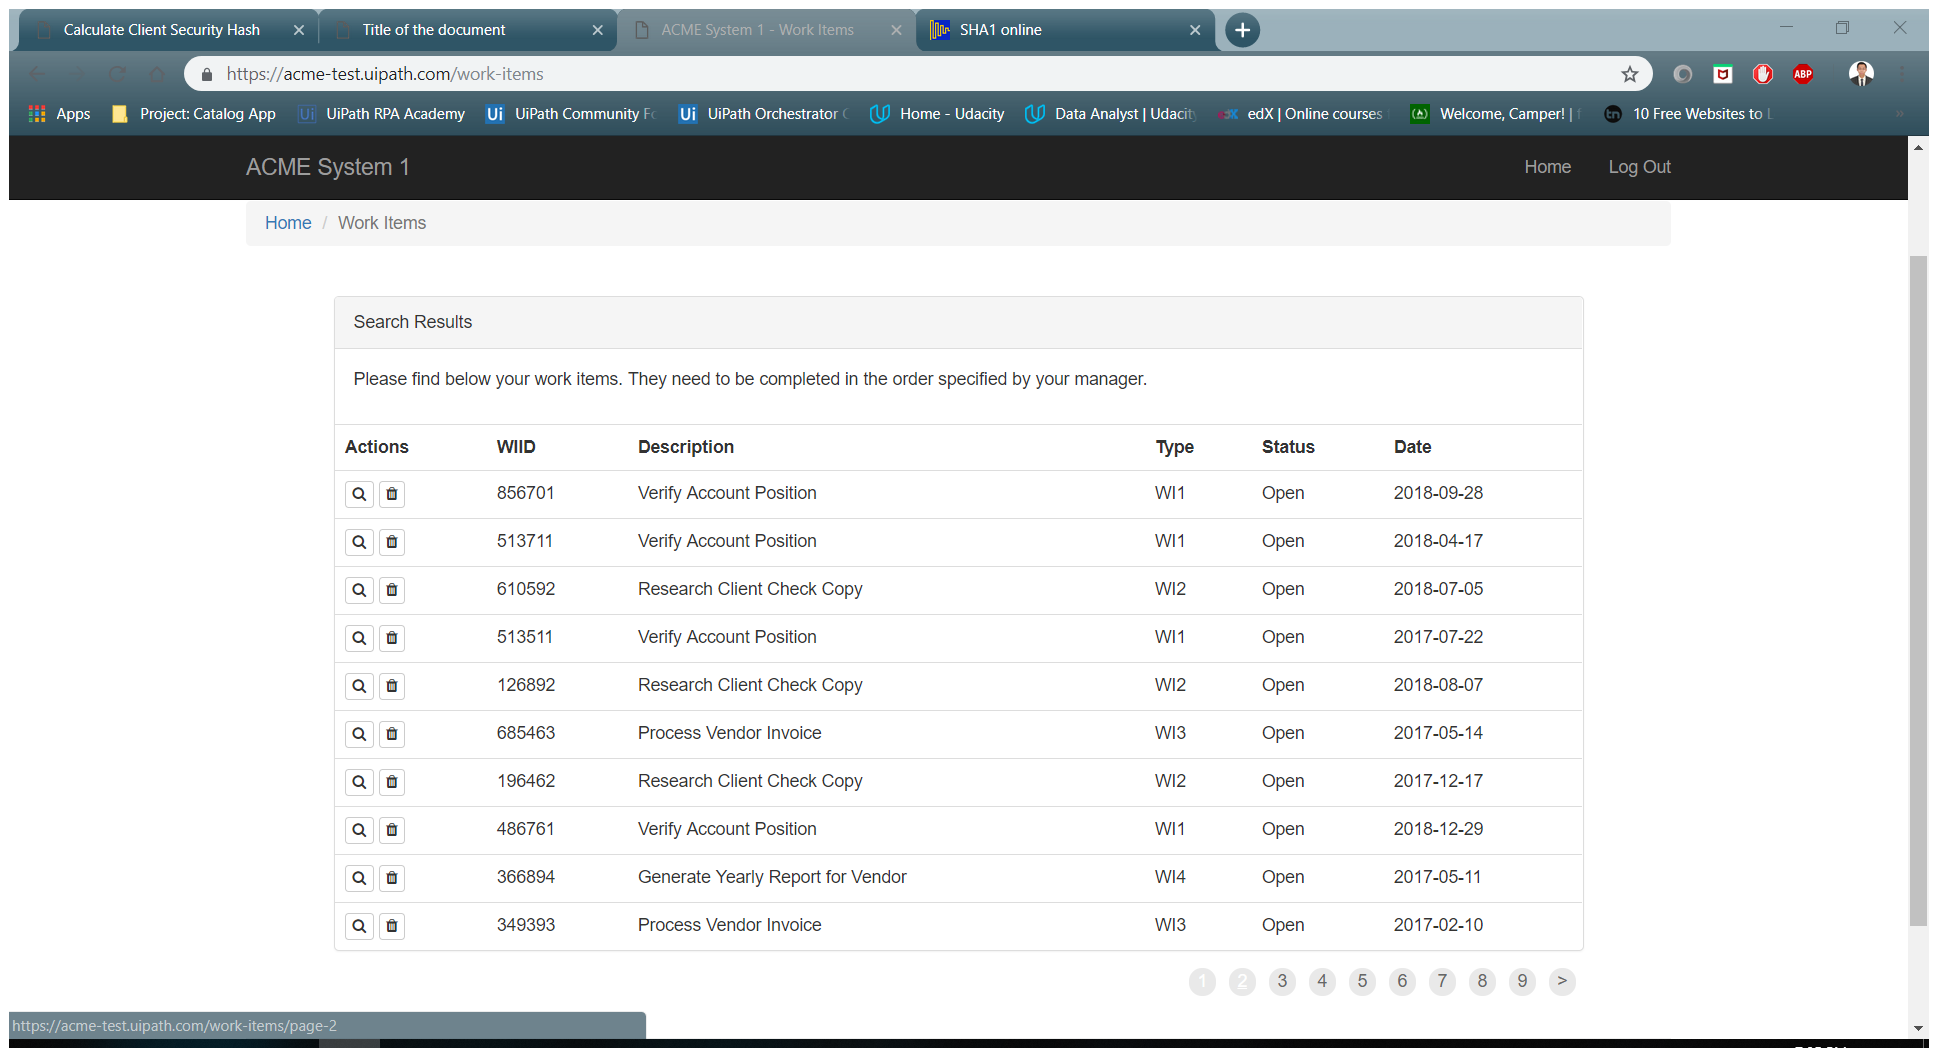 Calculate Client Security Hash
Title of the document
ACME System 1 - Work Items
SHA1 online
https://acme-test.uipath.com/work-items
ABP
Apps
Project: Catalog App
Ui UiPath RPA Academy
Ui UiPath Community
Ui UiPath Orchestrator
Home - Udacity
Data Analyst | Udacity
edX | Online courses
Welcome, Camper! |
10 Free Websites to
ACME System 1
Home
Log Out
Home / Work Items
Search Results
Please find below your work items. They need to be completed in the order specified by your manager.
Actions WIID Description Type Status Date
856701 Verify Account Position WI1 Open 2018-09-28
513711 Verify Account Position WI1 Open 2018-04-17
610592 Research Client Check Copy WI2 Open 2018-07-05
513511 Verify Account Position WI1 Open 2017-07-22
126892 Research Client Check Copy WI2 Open 2018-08-07
685463 Process Vendor Invoice WI3 Open 2017-05-14
196462 Research Client Check Copy WI2 Open 2017-12-17
486761 Verify Account Position WI1 Open 2018-12-29
366894 Generate Yearly Report for Vendor WI4 Open 2017-05-11
349393 Process Vendor Invoice WI3 Open 2017-02-10
1 2 3 4 5 6 7 8 9 >
https://acme-test.uipath.com/work-items/page-2